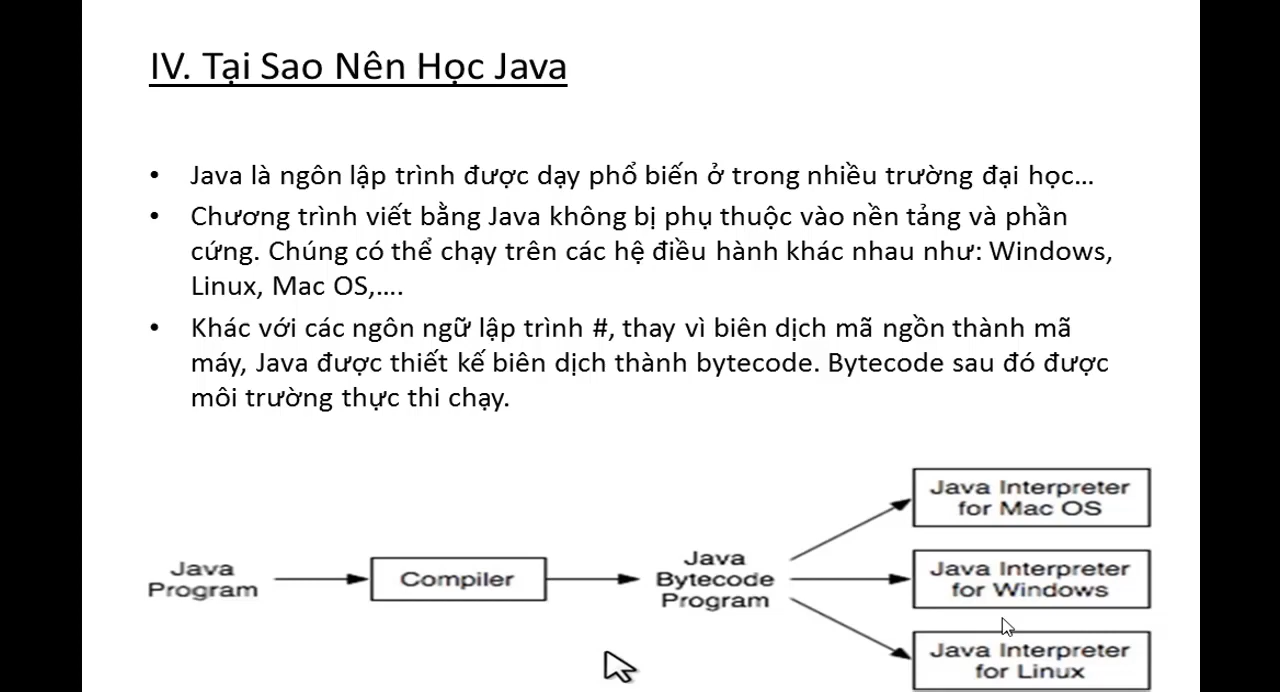 IV. Tại Sao Nên Học Java
• Java là ngôn lập trình được dạy phổ biến ở trong nhiều trường đại học...
• Chương trình viết bằng Java không bị phụ thuộc vào nền tảng và phần
cứng. Chúng có thể chạy trên các hệ điều hành khác nhau như: Windows,
Linux, Mac OS,....
• Khác với các ngôn ngữ lập trình #, thay vì biên dịch mã ngồn thành mã
máy, Java được thiết kế biên dịch thành bytecode. Bytecode sau đó được
môi trường thực thi chạy.
Java
Program
Compiler
Java
Bytecode
Program
Java Interpreter
for Mac OS
Java Interpreter
for Windows
Java Interpreter
for Linux